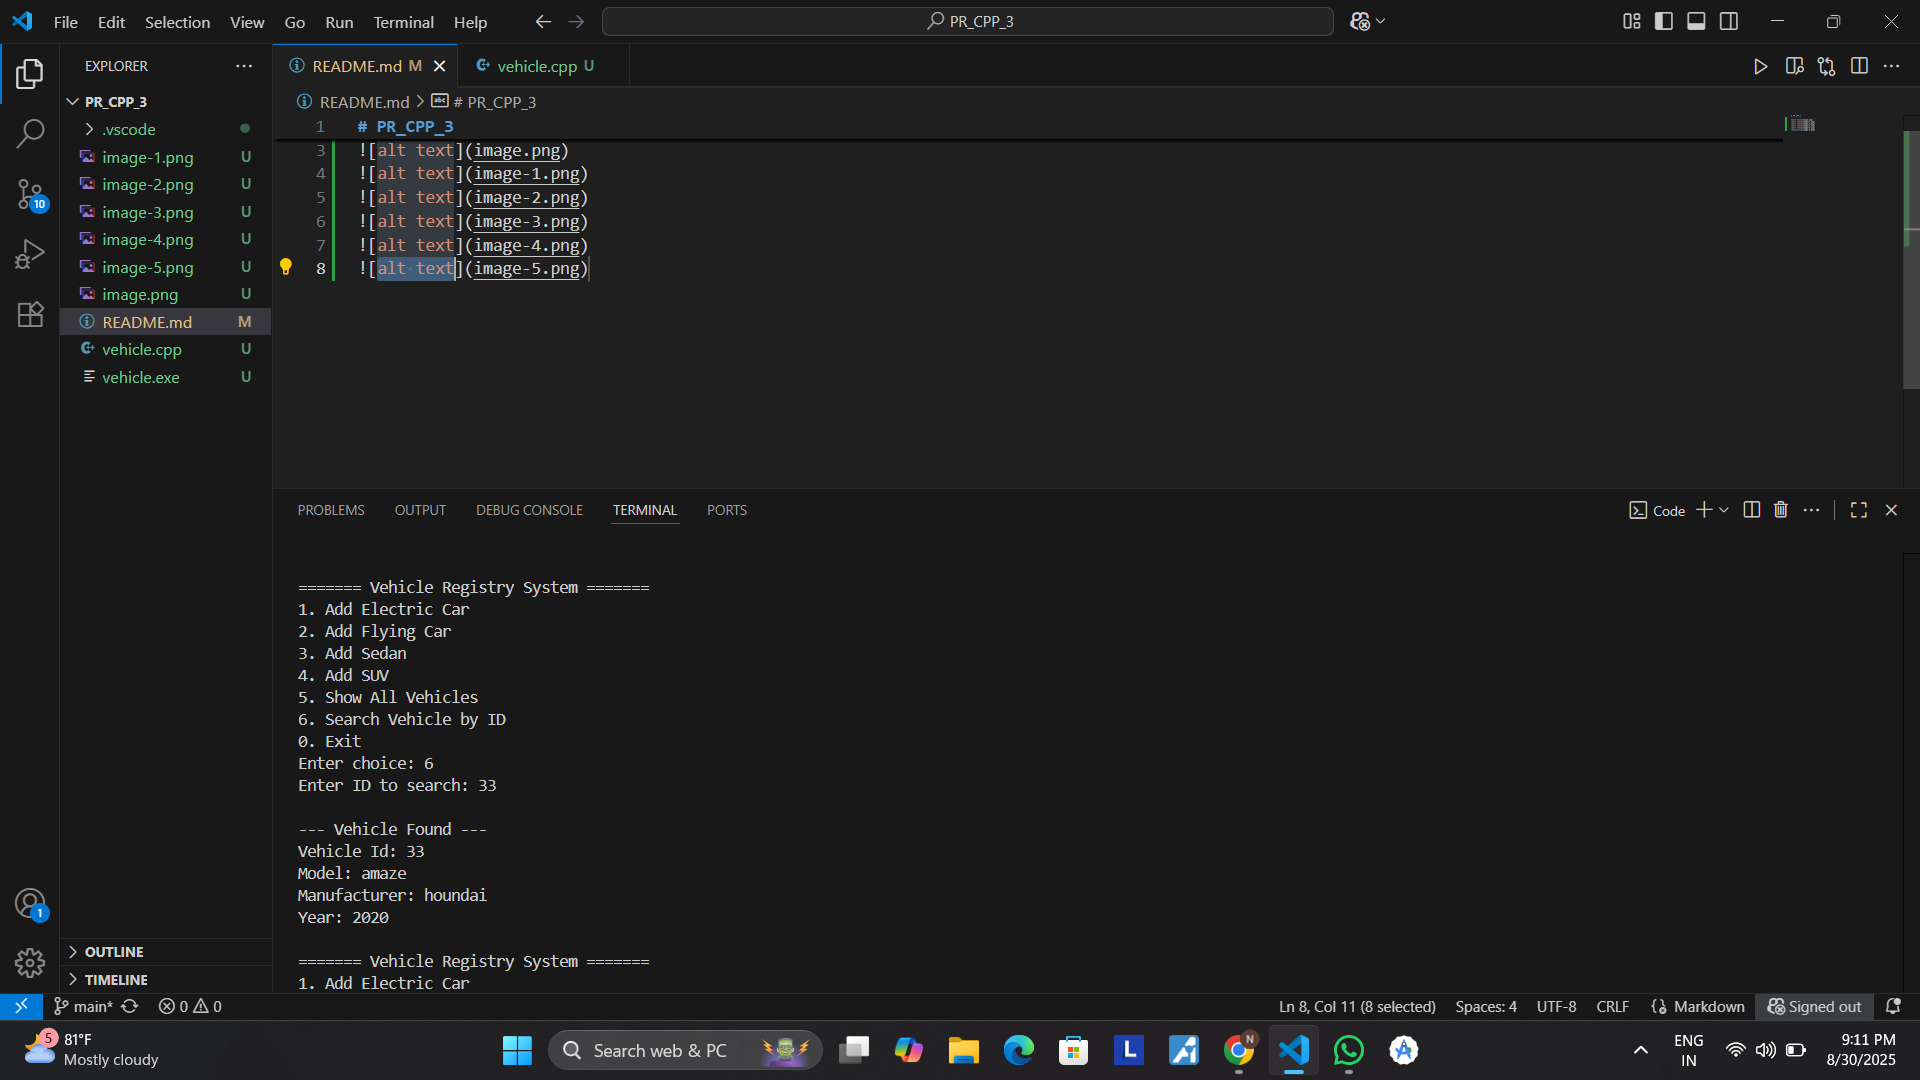 File Edit Selection View Go Run Terminal Help
PR_CPP_3
EXPLORER
README.md M
vehicle.cpp U
README.md > # PR_CPP_3
PR_CPP_3
.vscode
image-1.png U
image-2.png U
image-3.png U
image-4.png U
image-5.png U
image.png U
README.md M
vehicle.cpp U
vehicle.exe U
1 # PR_CPP_3
3 ![alt text](image.png)
4 ![alt text](image-1.png)
5 ![alt text](image-2.png)
6 ![alt text](image-3.png)
7 ![alt text](image-4.png)
8 ![alt text](image-5.png)
10
PROBLEMS OUTPUT DEBUG CONSOLE TERMINAL PORTS
Code
======= Vehicle Registry System =======
1. Add Electric Car
2. Add Flying Car
3. Add Sedan
4. Add SUV
5. Show All Vehicles
6. Search Vehicle by ID
0. Exit
Enter choice: 6
Enter ID to search: 33
--- Vehicle Found ---
Vehicle Id: 33
Model: amaze
Manufacturer: houndai
Year: 2020
======= Vehicle Registry System =======
1. Add Electric Car
1
OUTLINE
TIMELINE
main* 0 0
Ln 8, Col 11 (8 selected) Spaces: 4 UTF-8 CRLF {} Markdown Signed out
5
81°F
Mostly cloudy
Search web & PC
L
N
ENG
IN
9:11 PM
8/30/2025